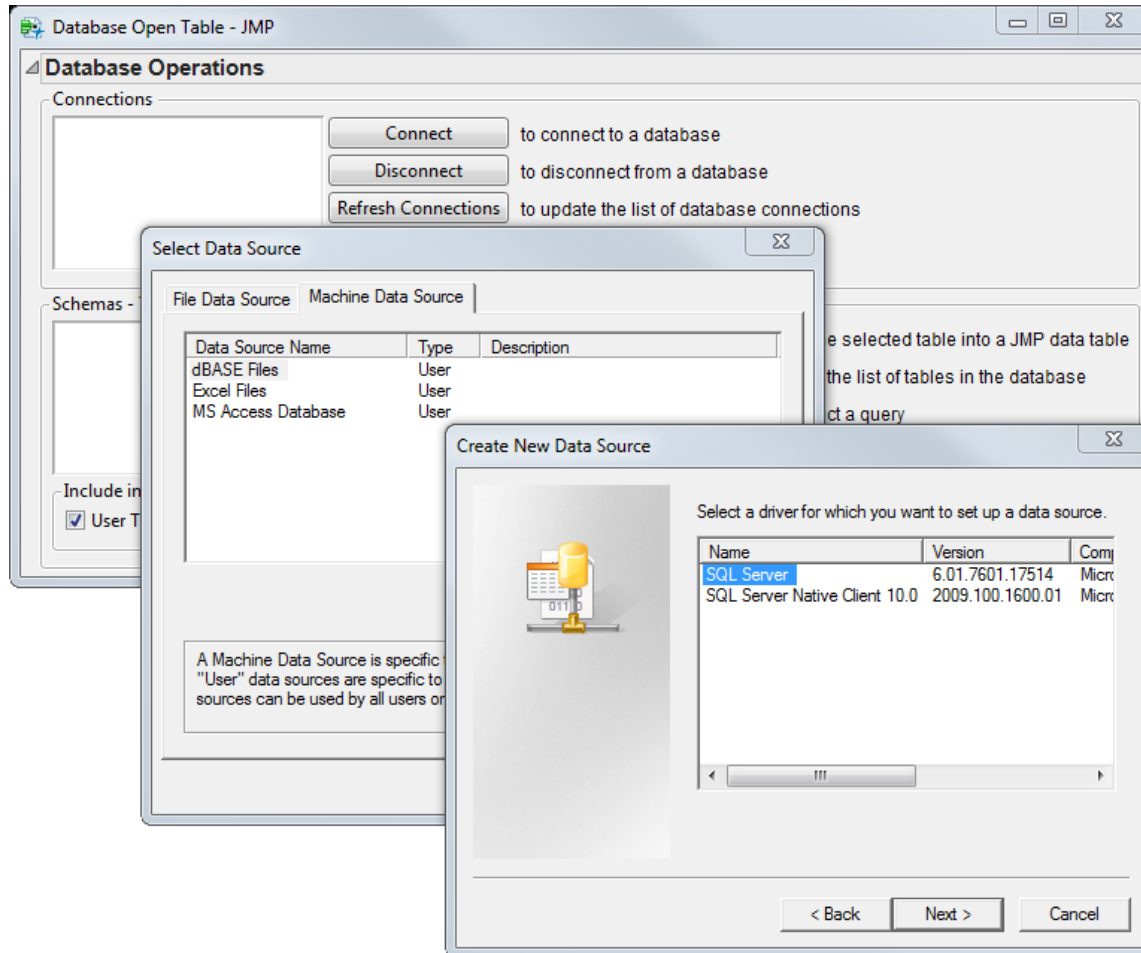 Database Open Table - JMP
Database Operations
Connections
Connect to connect to a database
Disconnect to disconnect from a database
Refresh Connections to update the list of database connections
Select Data Source
File Data Source Machine Data Source
Schemas -
Data Source Name Type Description
dBASE Files User
Excel Files User
MS Access Database User
e selected table into a JMP data table
the list of tables in the database
ct a query
Include in
User T
A Machine Data Source is specific
"User" data sources are specific to
sources can be used by all users or
Create New Data Source
Select a driver for which you want to set up a data source.
Name Version Comp
SQL Server 6.01.7601.17514 Micro
SQL Server Native Client 10.0 2009.100.1600.01 Micro
011
< Back Next > Cancel